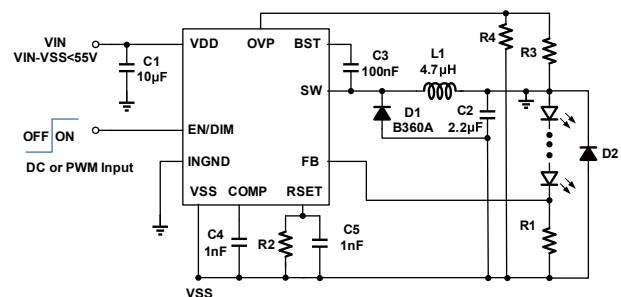 VIN
VIN-VSS<55V
C1
10µF
VDD
OVP
BST
C3
100nF
L1
4.7µH
R4
R3
SW
D1
B360A
C2
2.2µF
OFF
ON
EN/DIM
DC or PWM Input
INGND
FB
D2
VSS
COMP
RSET
C4
1nF
R2
C5
1nF
R1
VSS